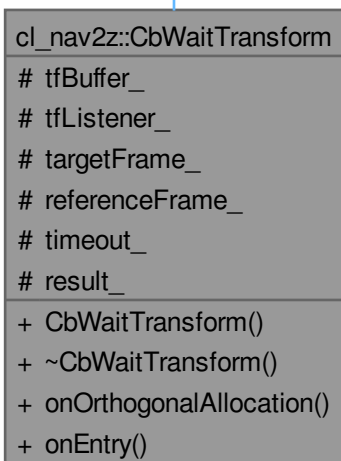 cl_nav2z::CbWaitTransform
# tfBuffer_
# tfListener_
# targetFrame_
# referenceFrame_
# timeout_
# result_
+ CbWaitTransform()
+ ~CbWaitTransform()
+ onOrthogonalAllocation()
+ onEntry()